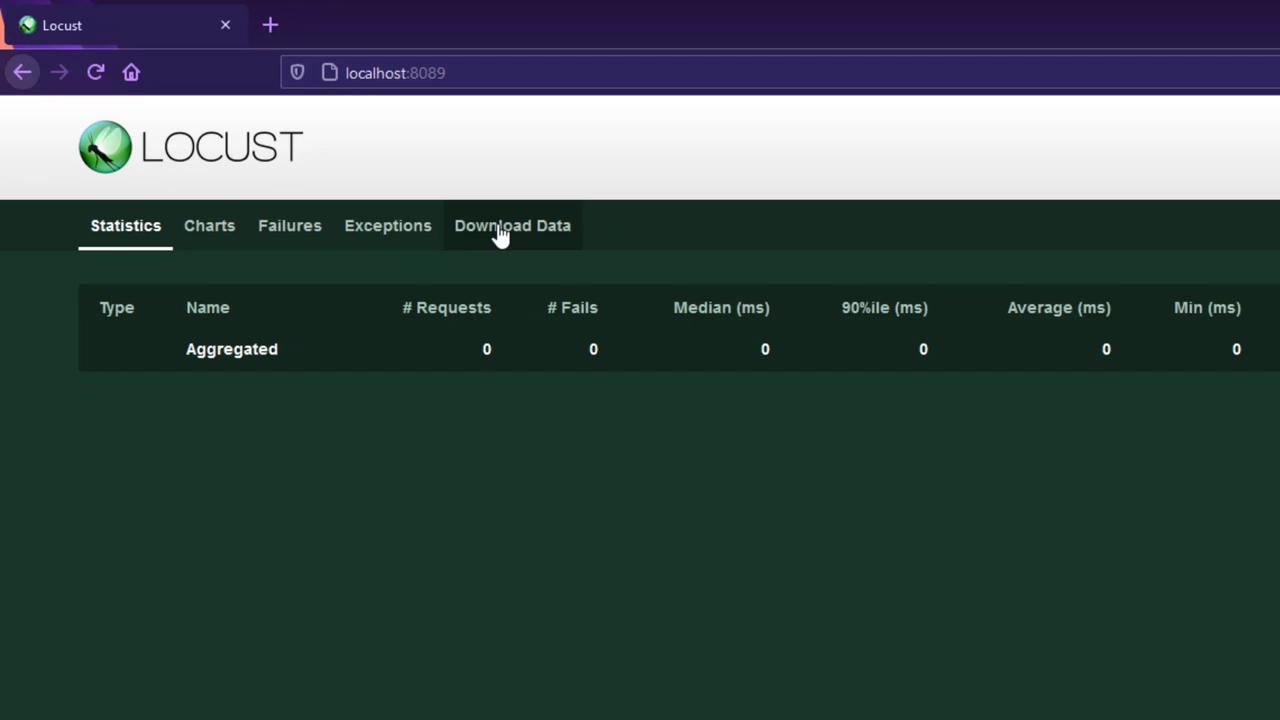 Locust
localhost:8089
LOCUST
Statistics Charts Failures Exceptions Download Data
Type Name # Requests # Fails Median (ms) 90%ile (ms) Average (ms) Min (ms)
Aggregated 0 0 0 0 0 0